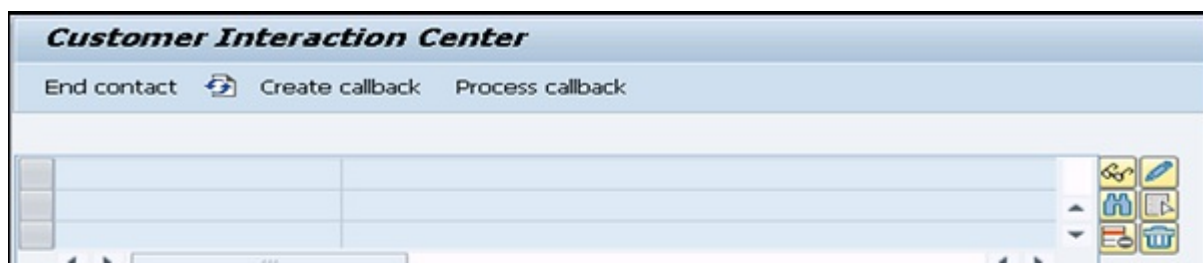 Customer Interaction Center
End contact Create callback Process callback